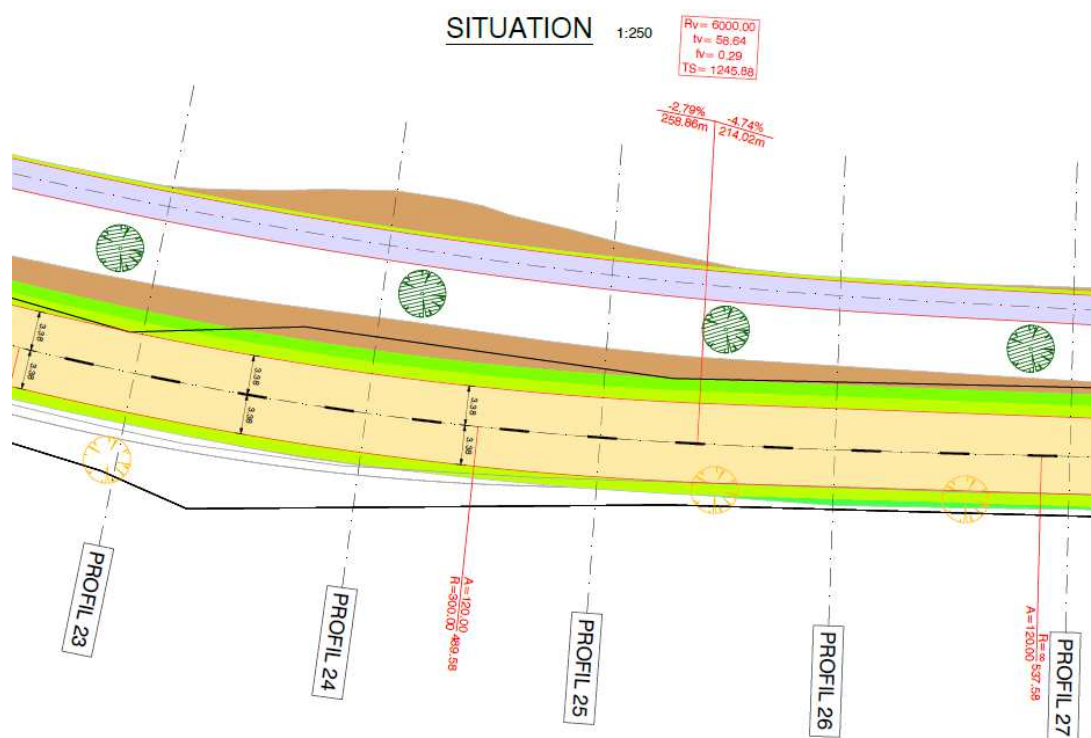 SITUATION 1:250
Rv= 6000.00
tv= 58.64
fv= 0.29
TS= 1245.88
-2.79%
258.86m
-4.74%
214.02m
3.38
3.38
3.38
3.38
3.38
3.38
PROFIL 23
PROFIL 24
A=120.00
R=300.00 489.58
PROFIL 25
PROFIL 26
R=∞
A=120.00 537.58
PROFIL 27